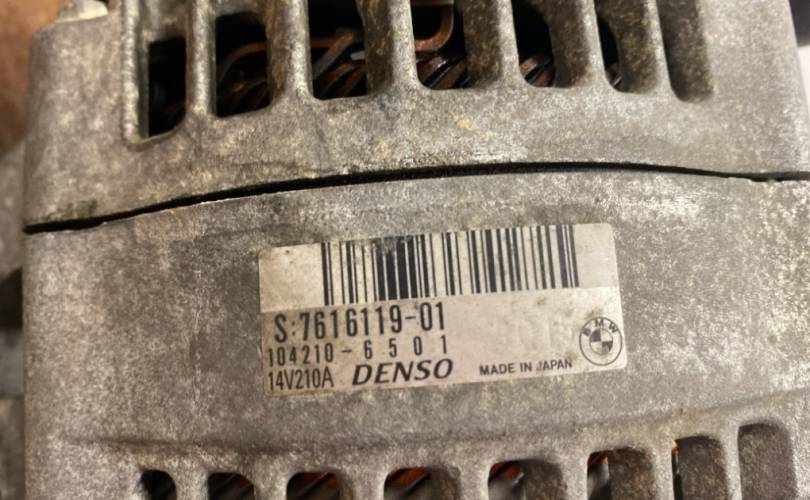 S:7616119-01
104210-6501
14V210A DENSO MADE IN JAPAN
BMW